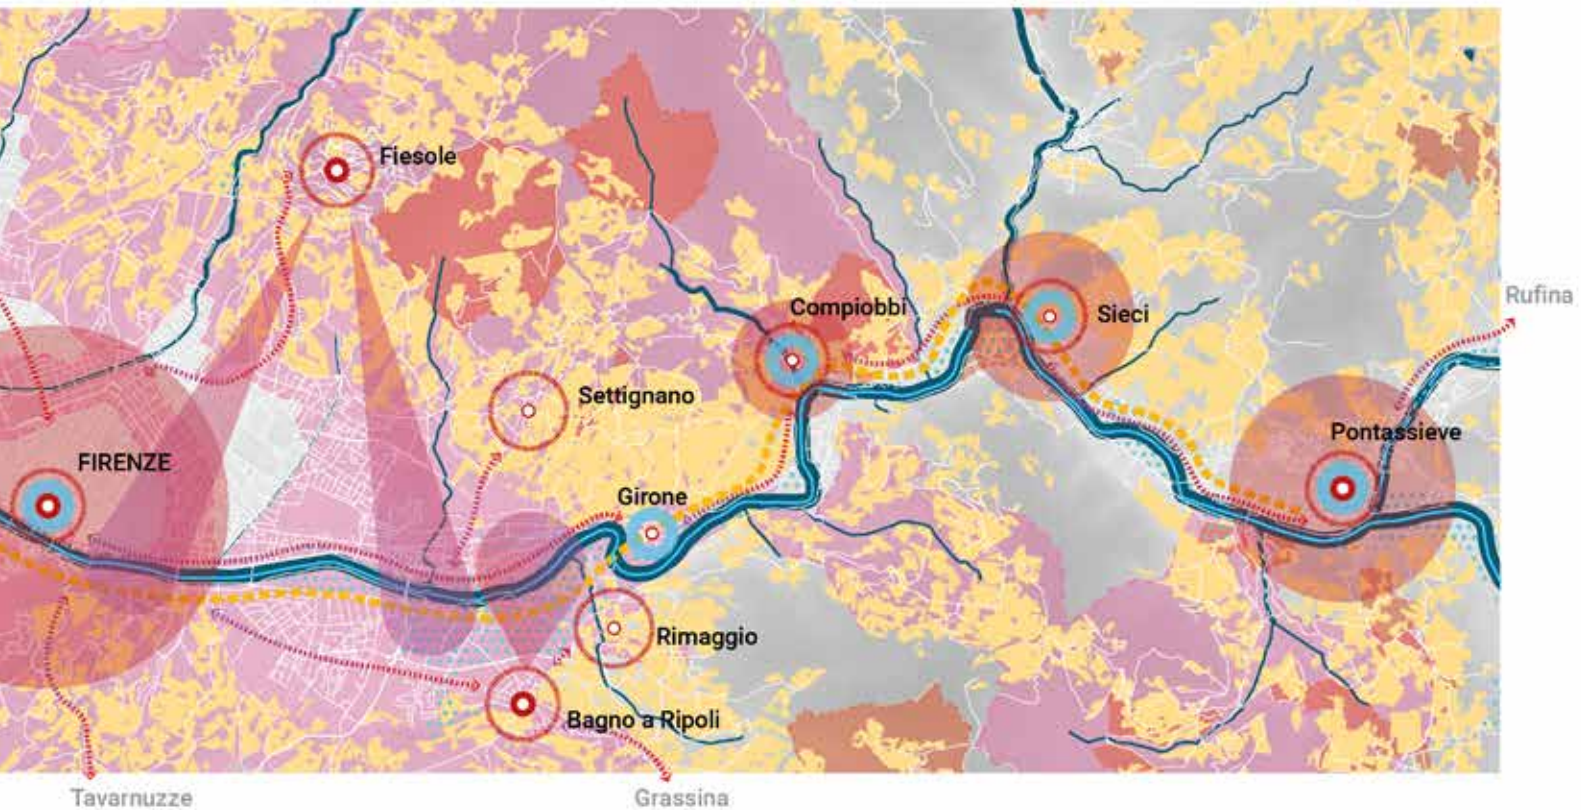 Fiesole
Rufina
Compiobbi
Sieci
Settignano
Pontassieve
FIRENZE
Girone
Rimaggio
Bagno a Ripoli
Tavarnuzze
Grassina